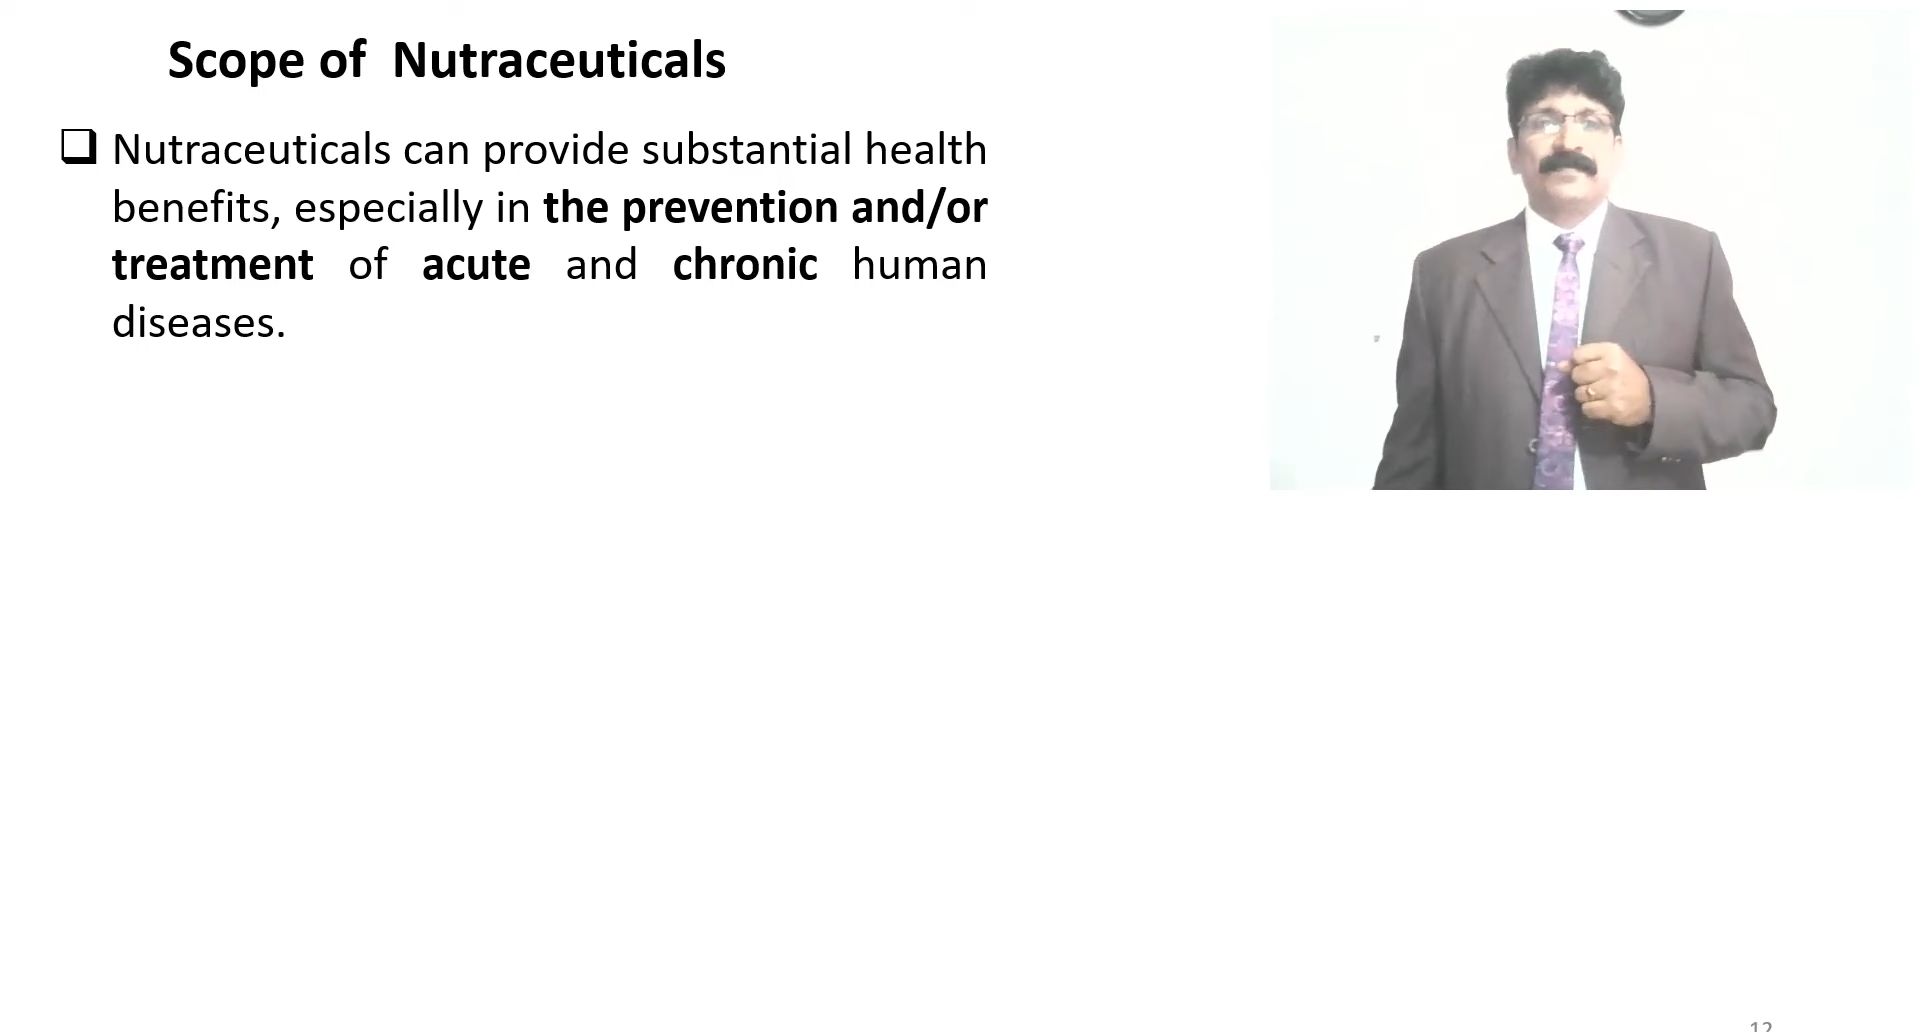 Scope of  Nutraceuticals
❑ Nutraceuticals can provide substantial health
benefits, especially in the prevention and/or
treatment of acute and chronic human
diseases.
12